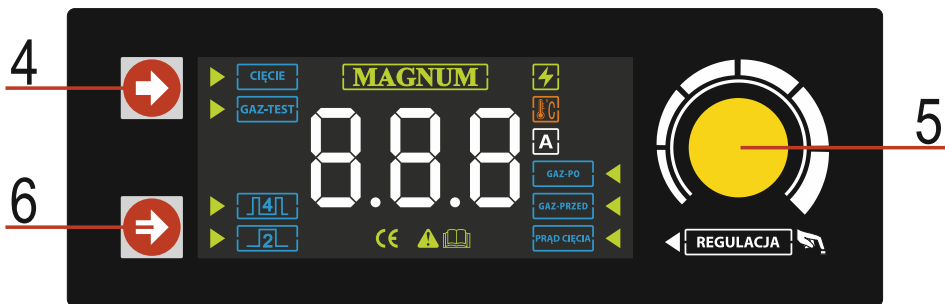 4
6
CIĘCIE
GAZ-TEST
4
2
MAGNUM
8.8.8
CE
°C
A
GAZ-PO
GAZ-PRZED
PRĄD CIĘCIA
5
REGULACJA